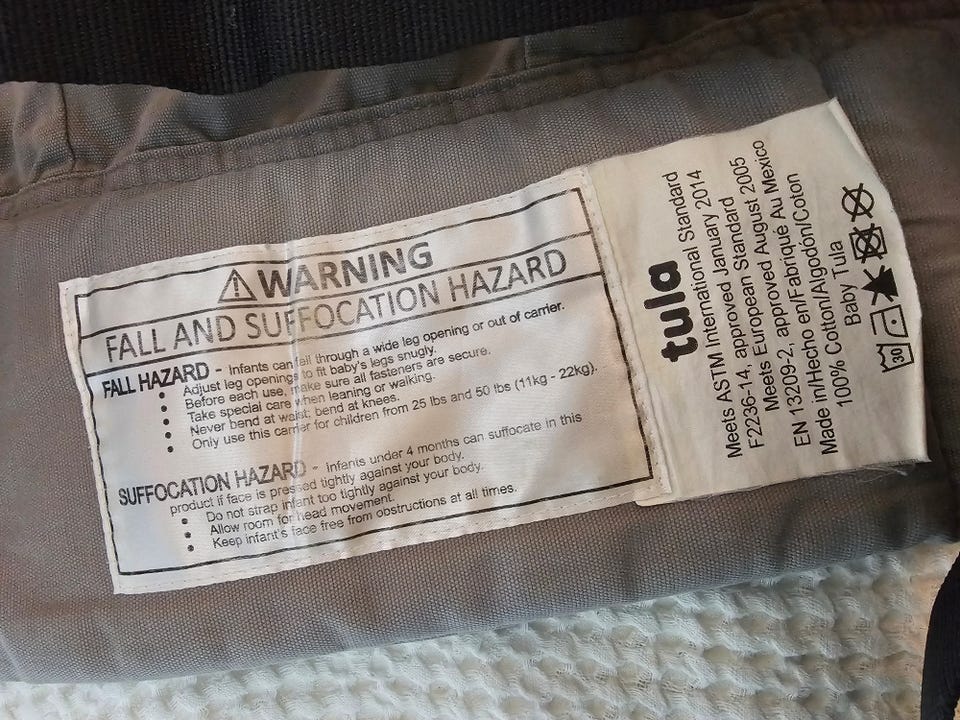 WARNING
FALL AND SUFFOCATION HAZARD
FALL HAZARD - Infants can fall through a wide leg opening or out of carrier.
• Adjust leg openings to fit baby's legs snugly.
• Before each use, make sure all fasteners are secure.
• Take special care when leaning or walking.
• Never bend at waist; bend at knees.
• Only use this carrier for children from 25 lbs and 50 lbs (11kg - 22kg).
SUFFOCATION HAZARD - Infants under 4 months can suffocate in this
product if face is pressed tightly against your body.
• Do not strap infant too tightly against your body.
• Allow room for head movement.
• Keep infant's face free from obstructions at all times.
tula
Meets ASTM International Standard
F2236-14, approved January 2014
Meets European Standard
EN 13209-2, approved August 2005
Made in/Hecho en/Fabriqué Au Mexico
100% Cotton/Algodón/Coton
Baby Tula
30